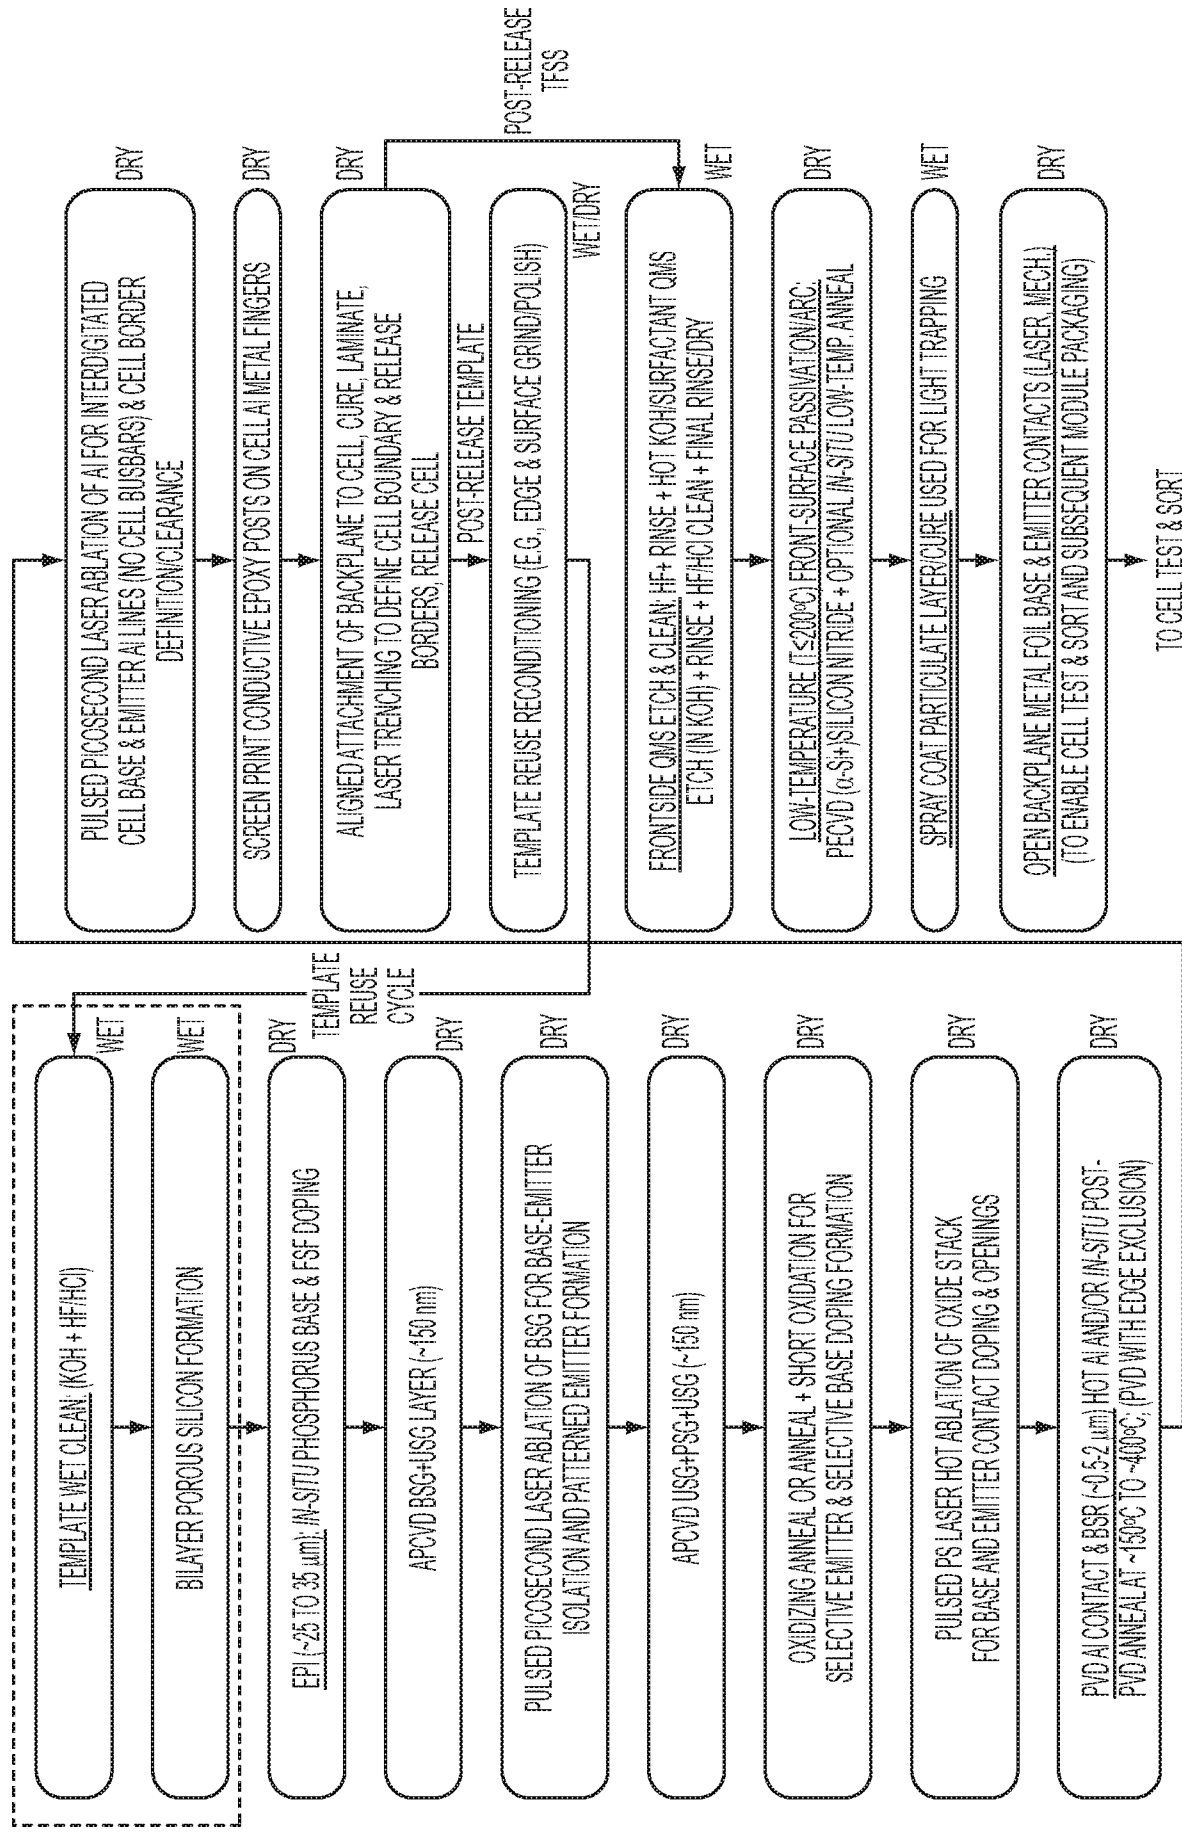 TEMPLATE WET CLEAN: (KOH + HF/HCl)
WET
BILAYER POROUS SILICON FORMATION
WET
EPI (~25 TO 35 µm): IN-SITU PHOSPHORUS BASE & FSF DOPING
DRY
APCVD BSG+USG LAYER (~150 nm)
DRY
PULSED PICOSECOND LASER ABLATION OF BSG FOR BASE-EMITTER
ISOLATION AND PATTERNED EMITTER FORMATION
DRY
APCVD USG+PSG+USG (~150 nm)
DRY
OXIDIZING ANNEAL OR ANNEAL + SHORT OXIDATION FOR
SELECTIVE EMITTER & SELECTIVE BASE DOPING FORMATION
DRY
PULSED PS LASER HOT ABLATION OF OXIDE STACK
FOR BASE AND EMITTER CONTACT DOPING & OPENINGS
DRY
PVD Al CONTACT & BSR (~0.5-2 µm) HOT Al AND/OR IN-SITU POST-
PVD ANNEAL AT ~150ºC TO ~400ºC; (PVD WITH EDGE EXCLUSION)
DRY
TEMPLATE
REUSE
CYCLE
PULSED PICOSECOND LASER ABLATION OF Al FOR INTERDIGITATED
CELL BASE & EMITTER Al LINES (NO CELL BUSBARS) & CELL BORDER
DEFINITION/CLEARANCE
DRY
SCREEN PRINT CONDUCTIVE EPOXY POSTS ON CELL Al METAL FINGERS
DRY
ALIGNED ATTACHMENT OF BACKPLANE TO CELL, CURE, LAMINATE,
LASER TRENCHING TO DEFINE CELL BOUNDARY & RELEASE
BORDERS, RELEASE CELL
DRY
POST-RELEASE TEMPLATE
TEMPLATE REUSE RECONDITIONING (E.G., EDGE & SURFACE GRIND/POLISH)
WET/DRY
POST-RELEASE
TFSS
FRONTSIDE QMS ETCH & CLEAN: HF+ RINSE + HOT KOH/SURFACTANT QMS
ETCH (IN KOH) + RINSE + HF/HCl CLEAN + FINAL RINSE/DRY
WET
LOW-TEMPERATURE (T≤200ºC) FRONT-SURFACE PASSIVATION/ARC:
PECVD (α-Si+)SILICON NITRIDE + OPTIONAL IN-SITU LOW-TEMP ANNEAL
DRY
SPRAY COAT PARTICULATE LAYER/CURE USED FOR LIGHT TRAPPING
WET
OPEN BACKPLANE METAL FOIL BASE & EMITTER CONTACTS (LASER, MECH.)
(TO ENABLE CELL TEST & SORT AND SUBSEQUENT MODULE PACKAGING)
DRY
TO CELL TEST & SORT